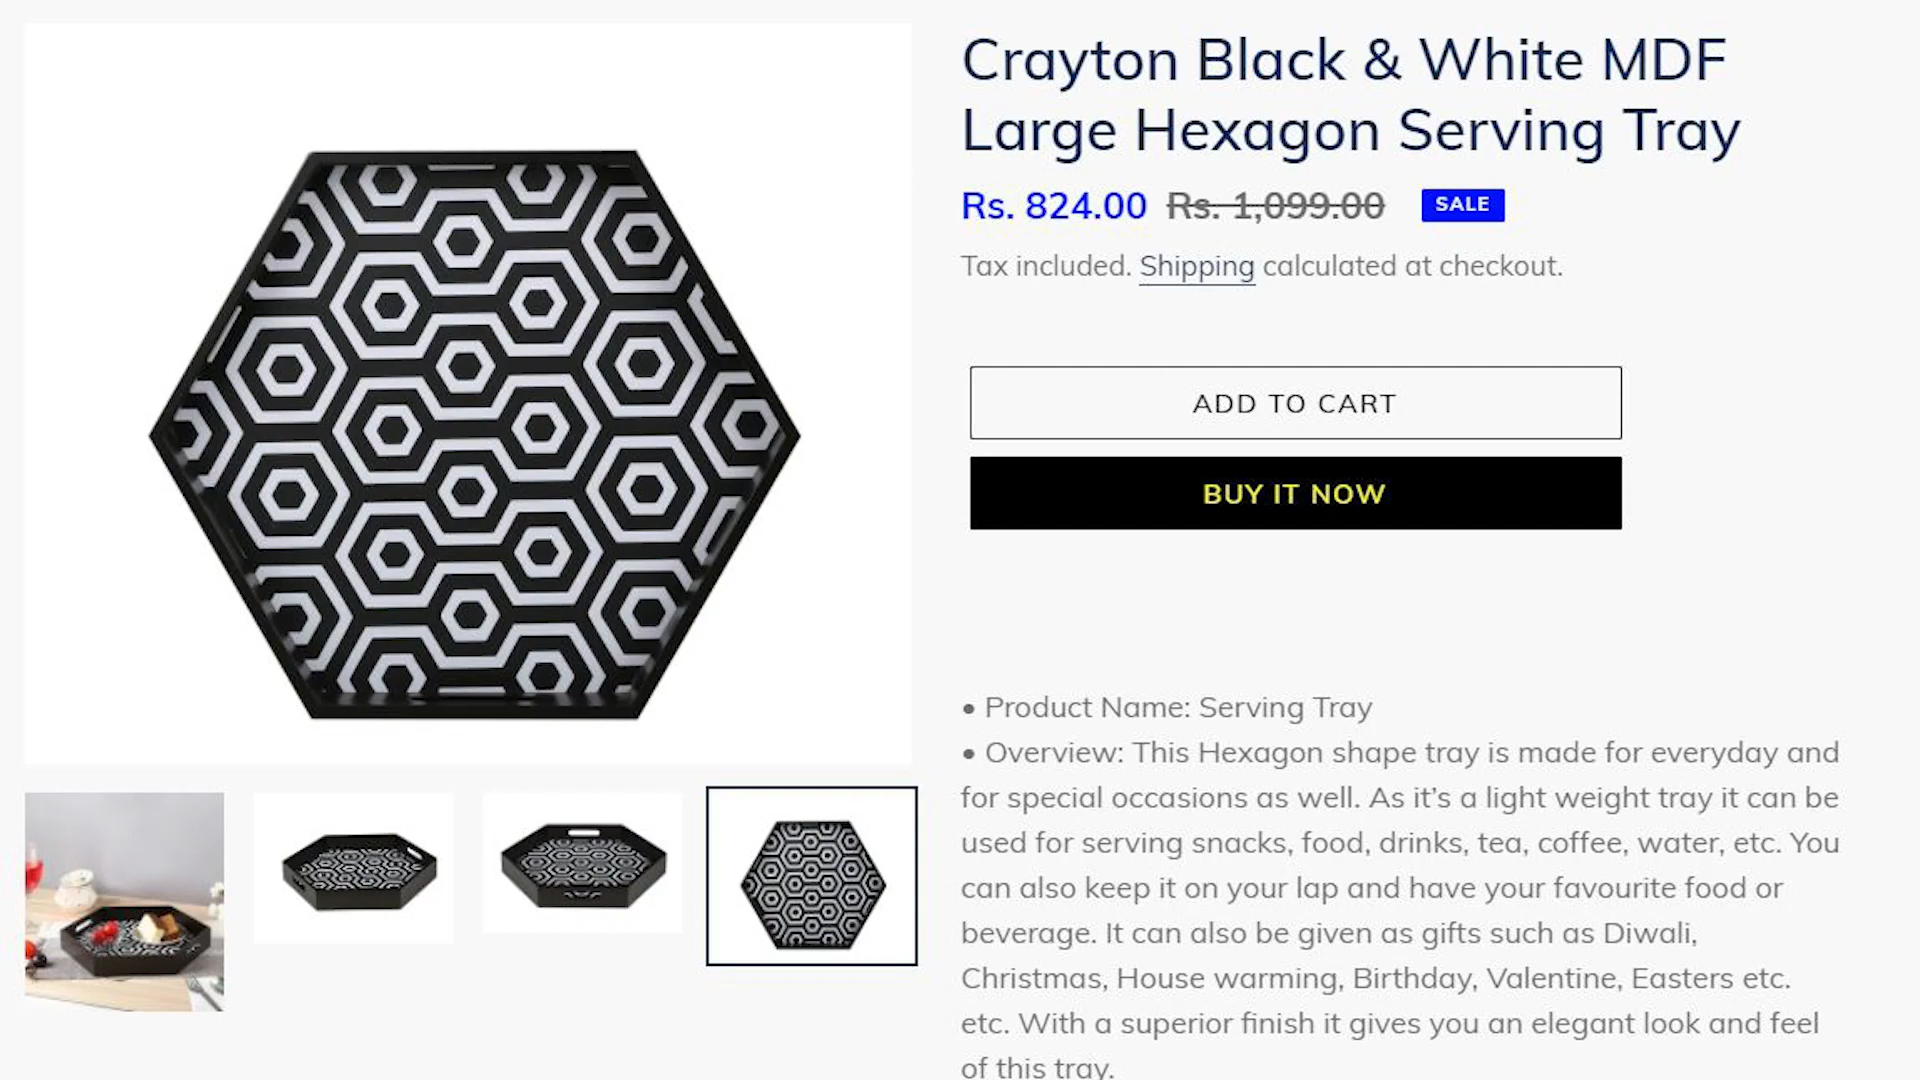 Crayton Black & White MDF
Large Hexagon Serving Tray
Rs. 824.00 Rs. 1,099.00 SALE
Tax included. Shipping calculated at checkout.
ADD TO CART
BUY IT NOW
• Product Name: Serving Tray
• Overview: This Hexagon shape tray is made for everyday and
for special occasions as well. As it’s a light weight tray it can be
used for serving snacks, food, drinks, tea, coffee, water, etc. You
can also keep it on your lap and have your favourite food or
beverage. It can also be given as gifts such as Diwali,
Christmas, House warming, Birthday, Valentine, Easters etc.
etc. With a superior finish it gives you an elegant look and feel
of this tray.